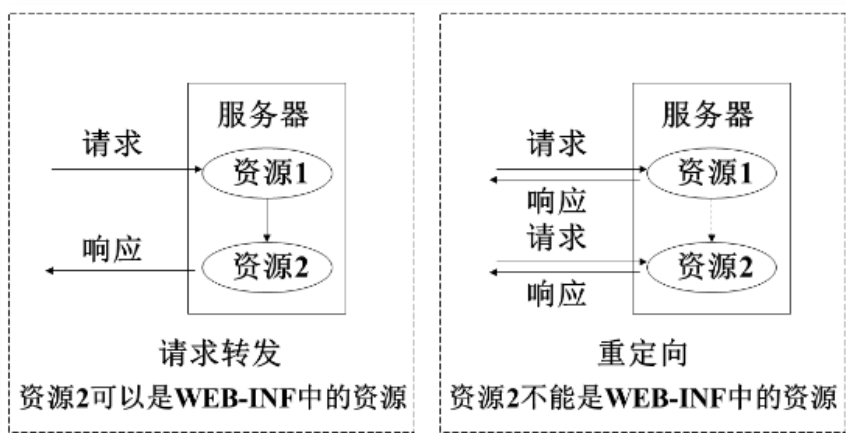 服务器
请求
资源1
响应
资源2
请求转发
资源2可以是WEB-INF中的资源
服务器
请求
资源1
响应
请求
资源2
响应
重定向
资源2不能是WEB-INF中的资源